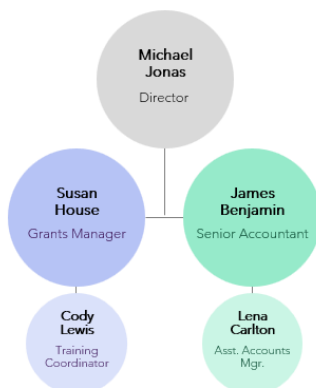 Michael
Jonas
Director
Susan
House
Grants Manager
James
Benjamin
Senior Accountant
Cody
Lewis
Training
Coordinator
Lena
Carlton
Asst. Accounts
Mgr.